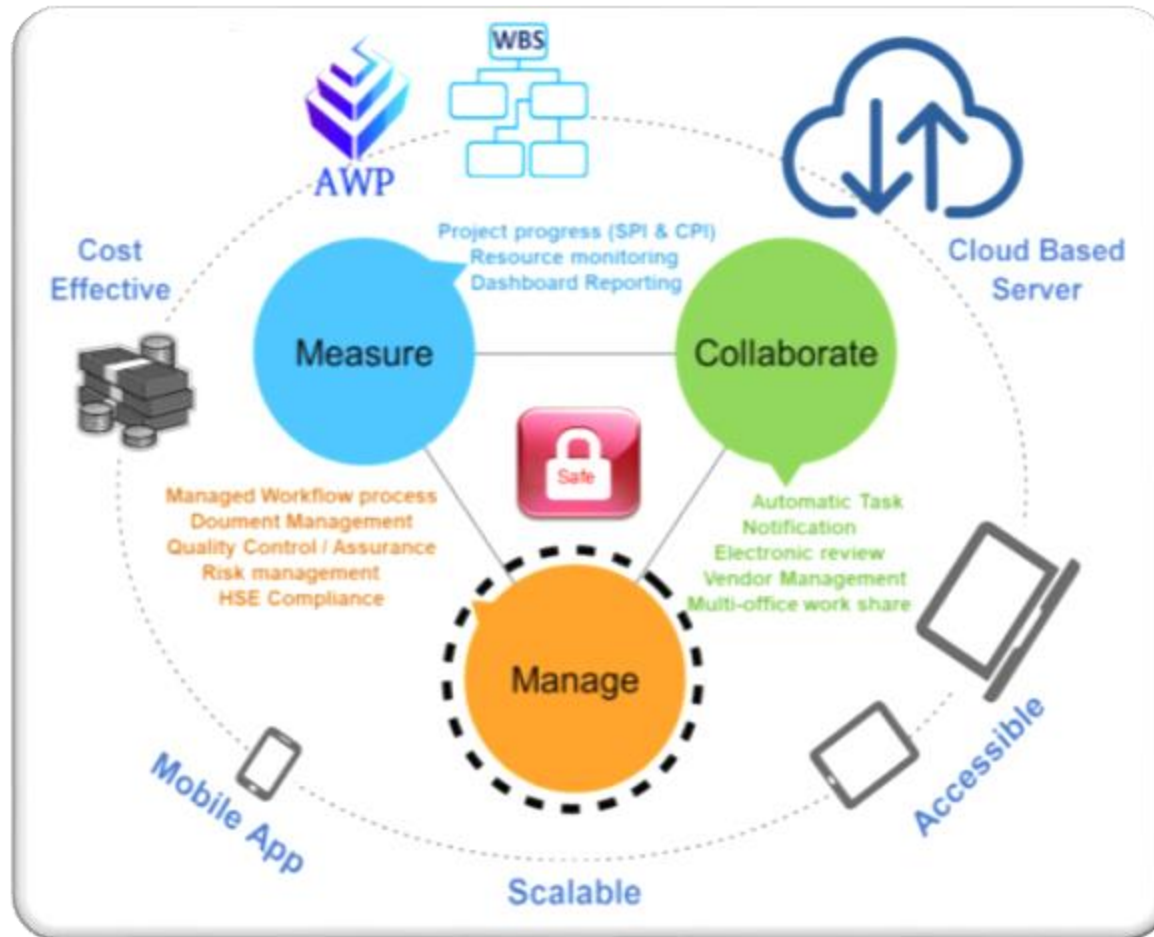 WBS
AWP
Project progress (SPI & CPI)
Resource monitoring
Dashboard Reporting
Cost
Effective
Cloud Based
Server
Measure
Collaborate
Safe
Managed Workflow process
Doument Management
Quality Control / Assurance
Risk management
HSE Compliance
Automatic Task
Notification
Electronic review
Vendor Management
Multi-office work share
Manage
Mobile App
Accessible
Scalable